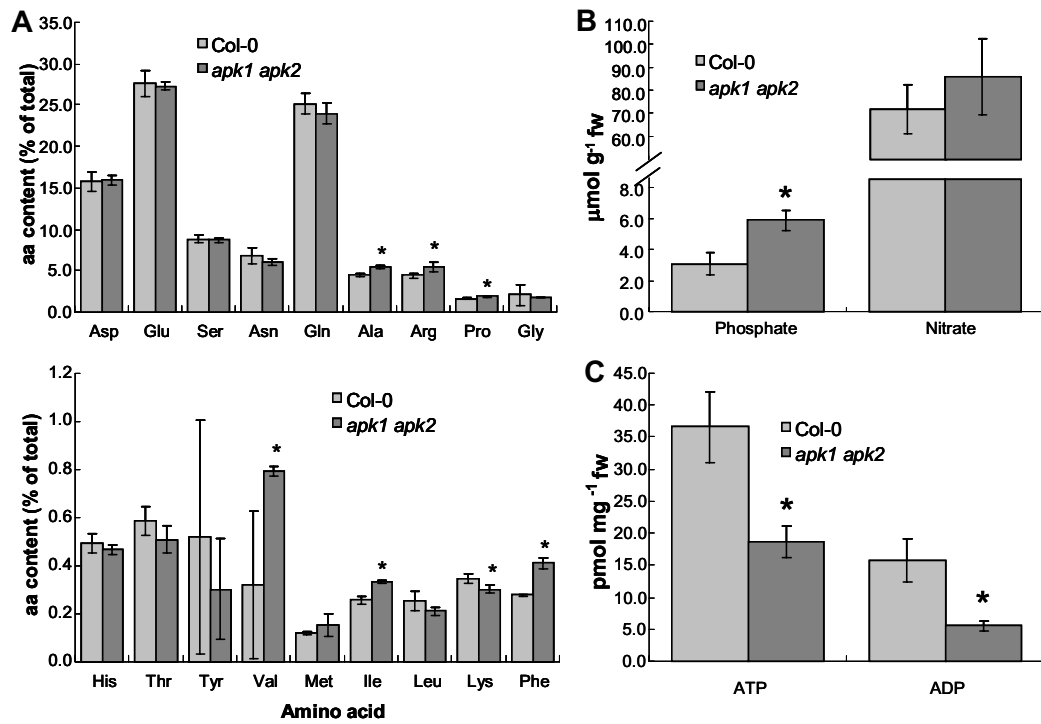 A
aa content (% of total)
35.0
30.0
25.0
20.0
15.0
10.0
5.0
0.0
Col-0
apk1 apk2
*
*
*
Asp Glu Ser Asn Gln Ala Arg Pro Gly
aa content (% of total)
1.2
1.0
0.8
0.6
0.4
0.2
0.0
Col-0
apk1 apk2
*
*
*
*
His Thr Tyr Val Met Ile Leu Lys Phe
Amino acid
B
µmol g-1 fw
110.0
100.0
90.0
80.0
70.0
60.0
8.0
6.0
4.0
2.0
0.0
Col-0
apk1 apk2
*
Phosphate Nitrate
C
pmol mg -1 fw
45.0
40.0
35.0
30.0
25.0
20.0
15.0
10.0
5.0
0.0
Col-0
apk1 apk2
*
*
ATP ADP